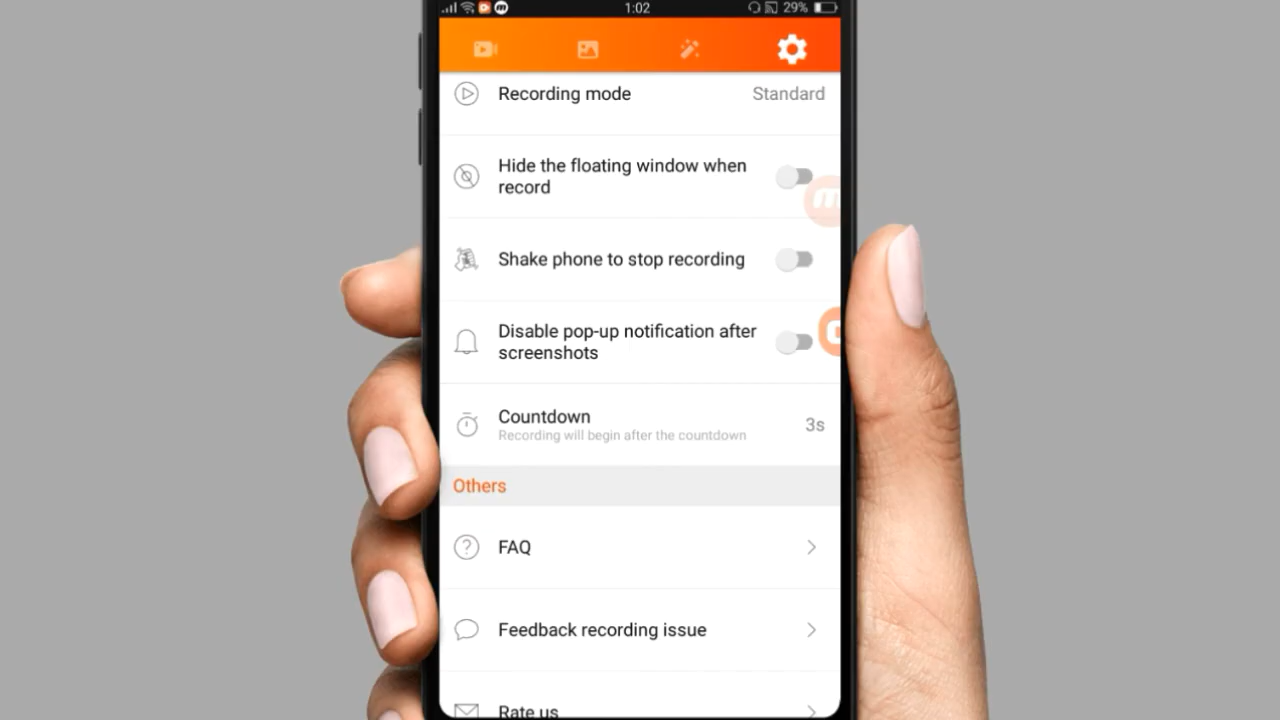 1:02
29%
Recording mode
Standard
Hide the floating window when
record
Shake phone to stop recording
Disable pop-up notification after
screenshots
Countdown
3s
Recording will begin after the countdown
Others
FAQ
Feedback recording issue
Rate us